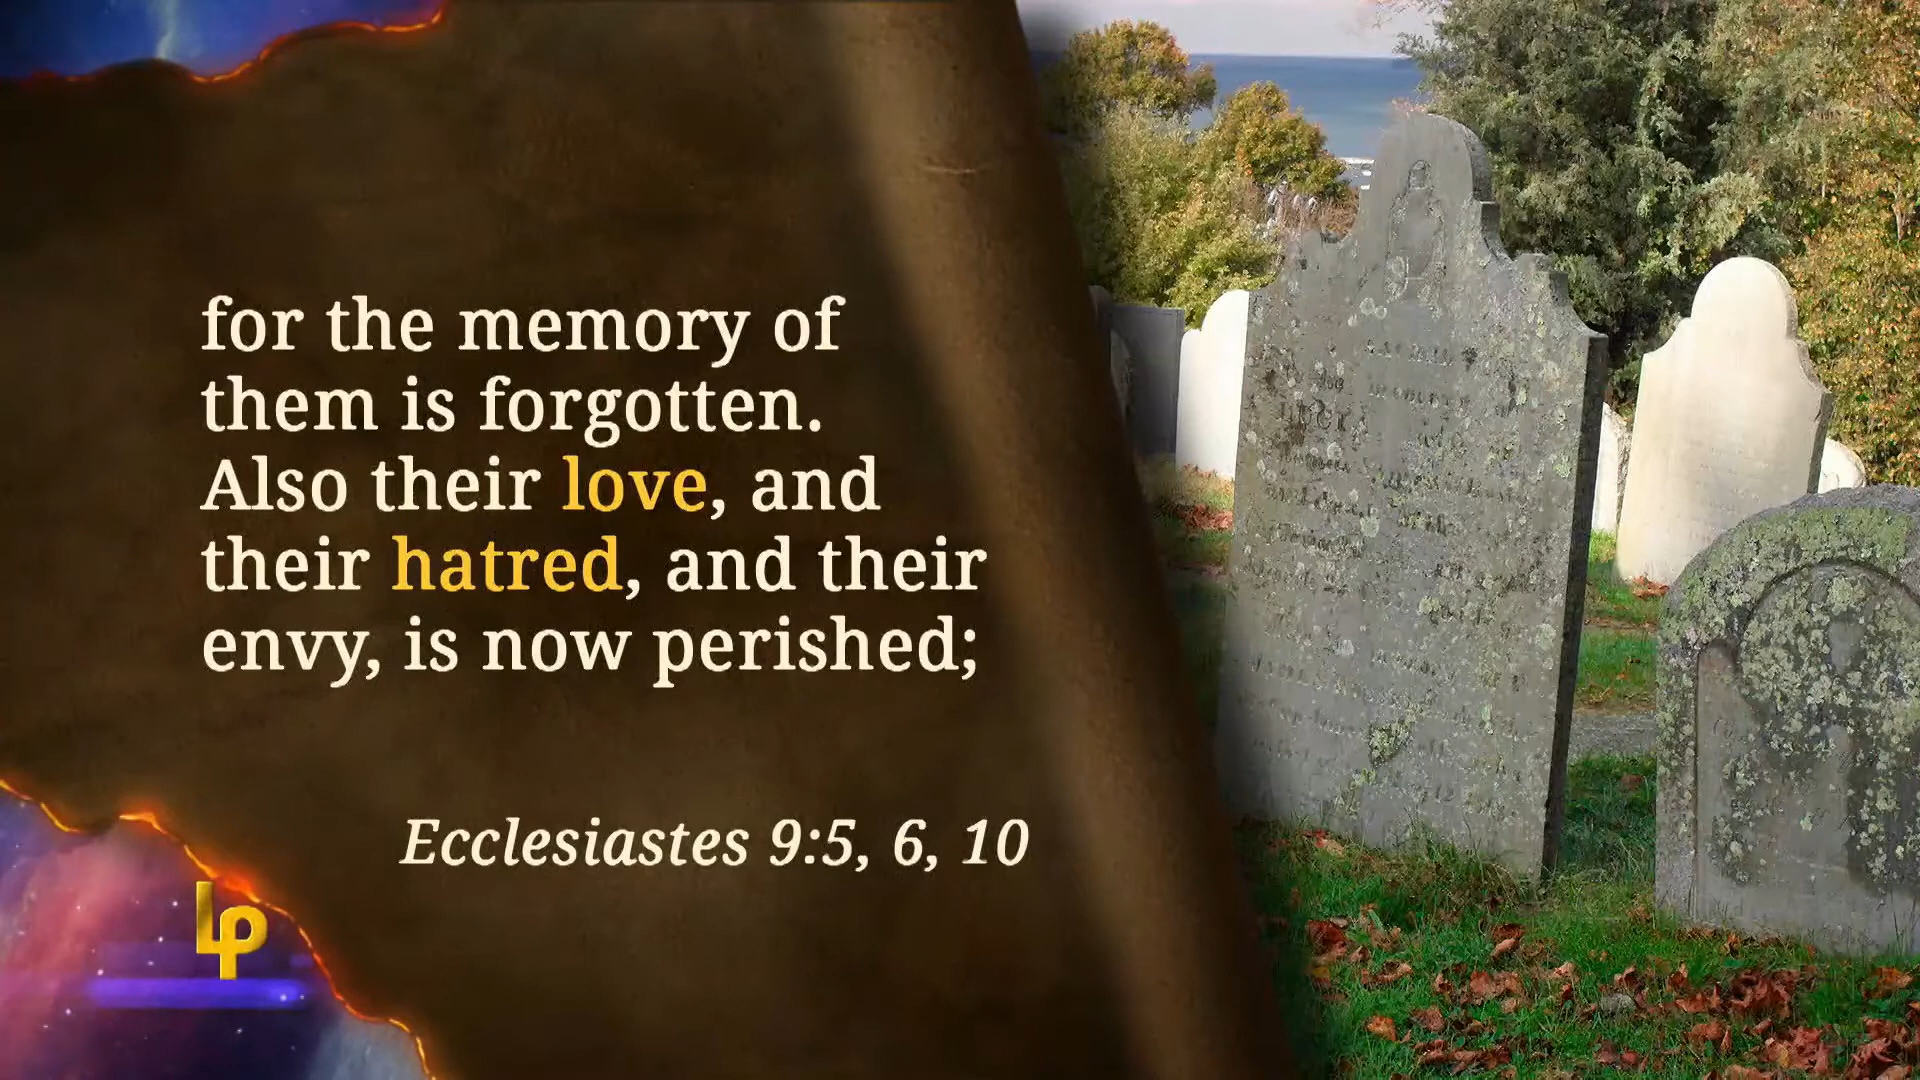 for the memory of
them is forgotten.
Also their love, and
their hatred, and their
envy, is now perished;
Ecclesiastes 9:5, 6, 10
LP